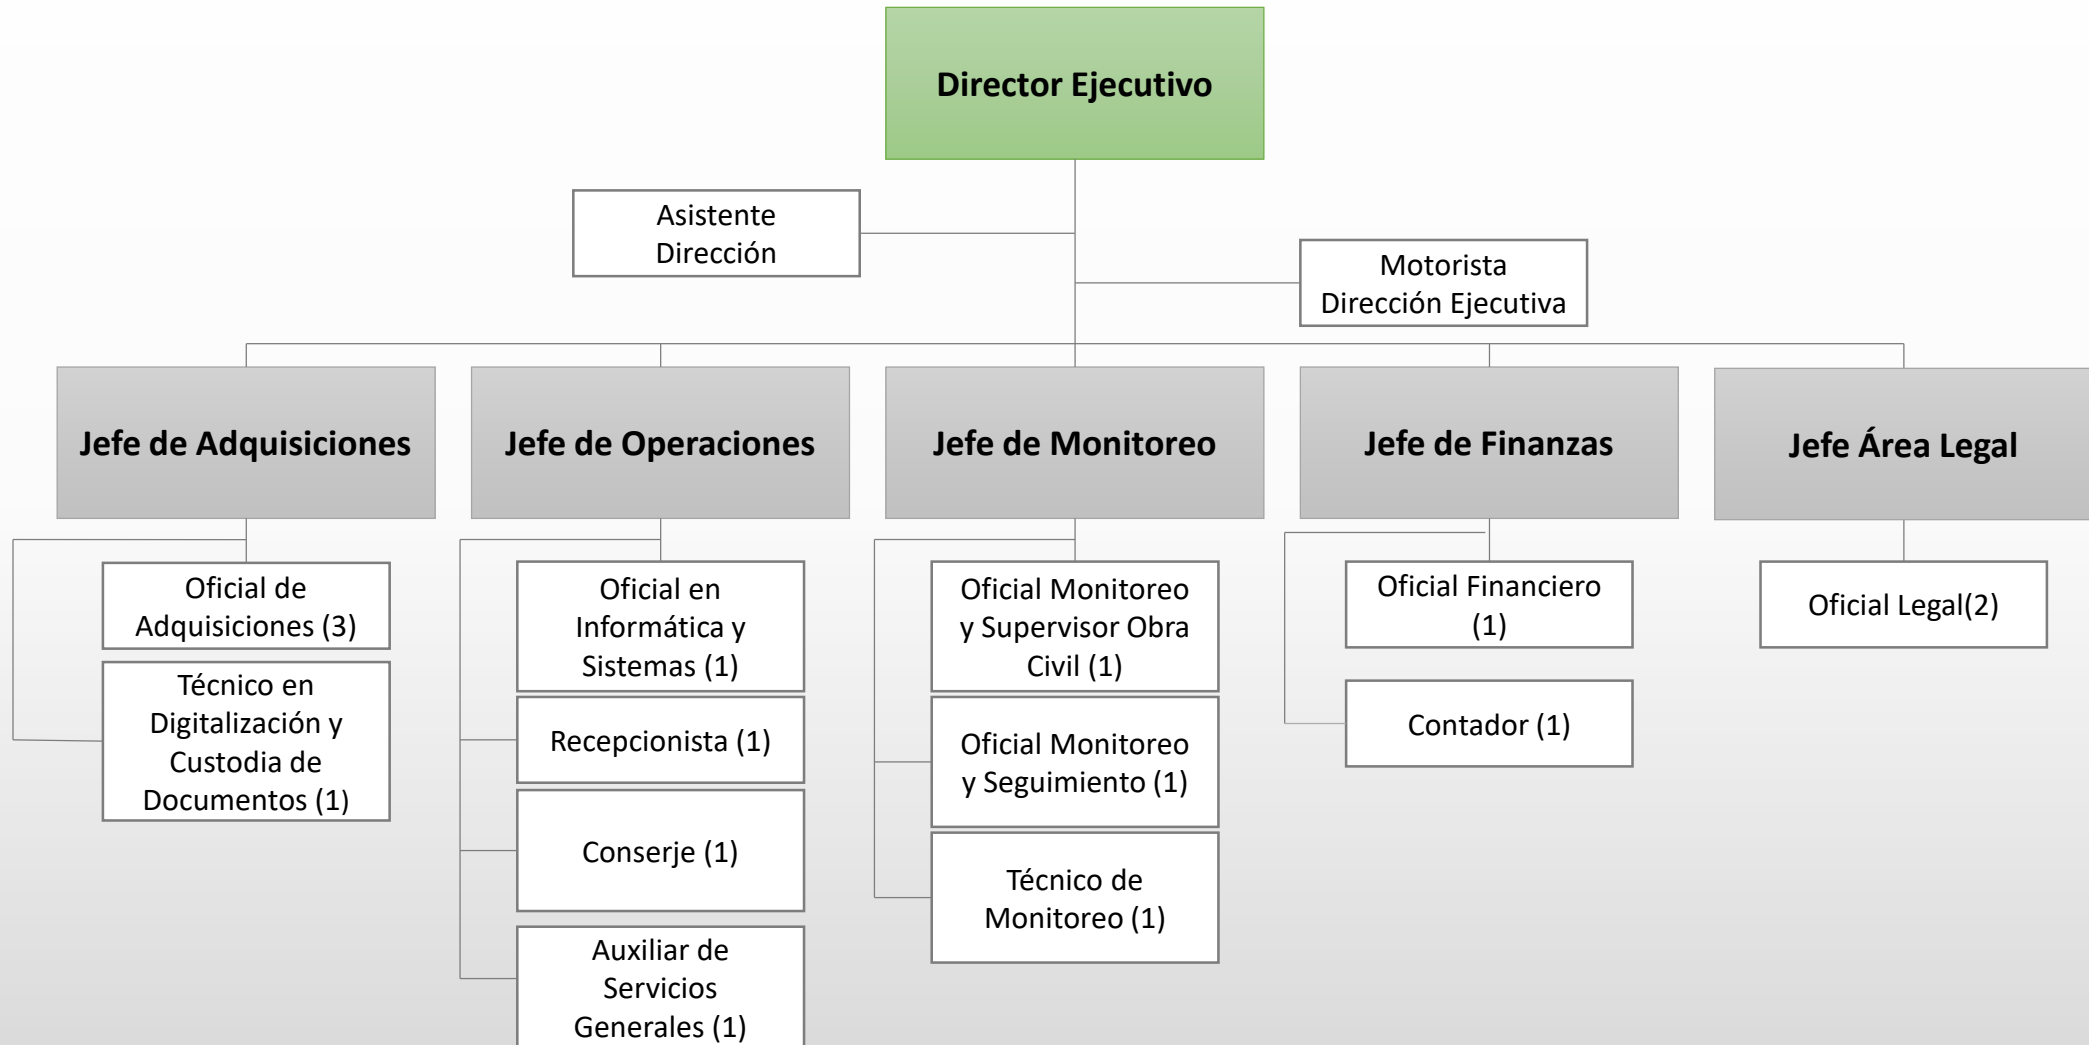 Director Ejecutivo
Asistente
Dirección
Motorista
Dirección Ejecutiva
Jefe de Adquisiciones
Jefe de Operaciones
Jefe de Monitoreo
Jefe de Finanzas
Jefe Área Legal
Oficial de
Adquisiciones (3)
Técnico en
Digitalización y
Custodia de
Documentos (1)
Oficial en
Informática y
Sistemas (1)
Recepcionista (1)
Conserje (1)
Auxiliar de
Servicios
Generales (1)
Oficial Monitoreo
y Supervisor Obra
Civil (1)
Oficial Monitoreo
y Seguimiento (1)
Técnico de
Monitoreo (1)
Oficial Financiero
(1)
Contador (1)
Oficial Legal(2)